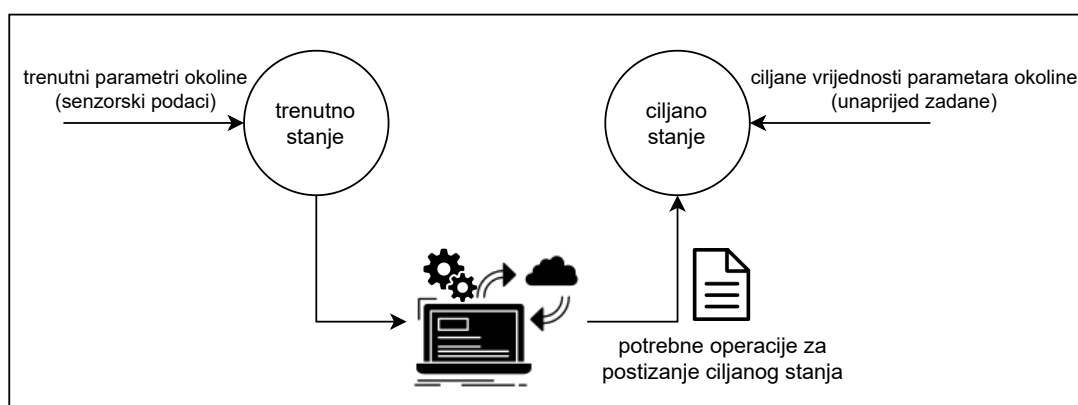 trenutni parametri okoline
(senzorski podaci)
trenutno
stanje
ciljano
stanje
ciljane vrijednosti parametara okoline
(unaprijed zadane)
potrebne operacije za
postizanje ciljanog stanja